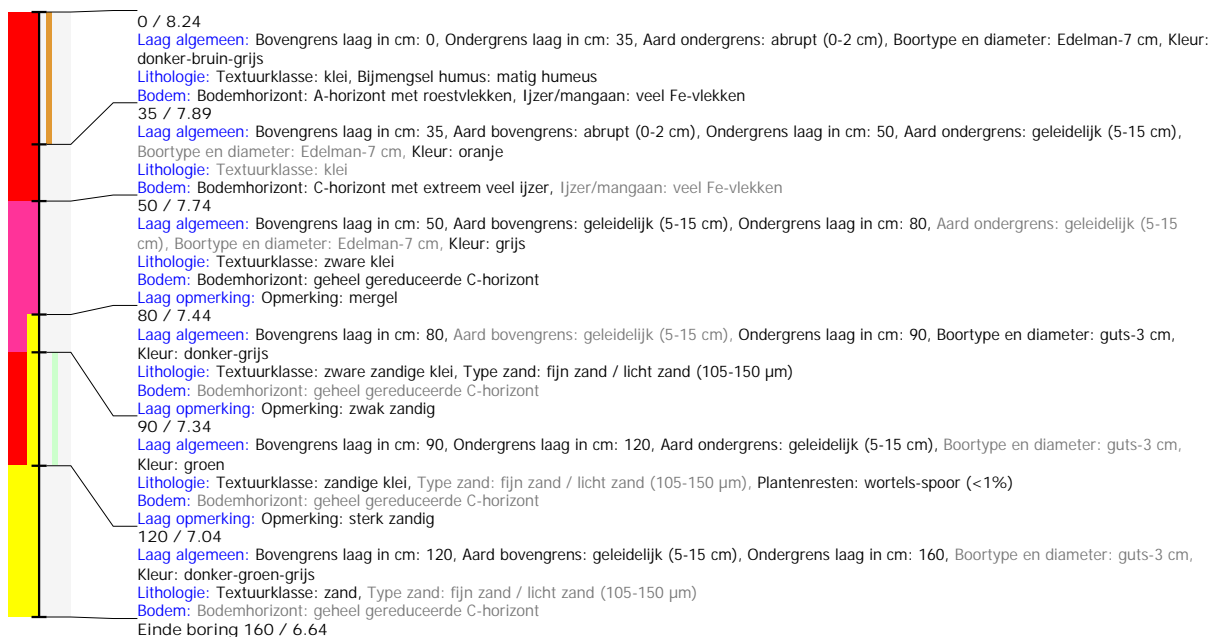 0 / 8.24
Laag algemeen: Bovengrens laag in cm: 0, Ondergrens laag in cm: 35, Aard ondergrens: abrupt (0-2 cm), Boortype en diameter: Edelman-7 cm, Kleur:
donker-bruin-grijs
Lithologie: Textuurklasse: klei, Bijmengsel humus: matig humeus
Bodem: Bodemhorizont: A-horizont met roestvlekken, Ijzer/mangaan: veel Fe-vlekken
35 / 7.89
Laag algemeen: Bovengrens laag in cm: 35, Aard bovengrens: abrupt (0-2 cm), Ondergrens laag in cm: 50, Aard ondergrens: geleidelijk (5-15 cm),
Boortype en diameter: Edelman-7 cm, Kleur: oranje
Lithologie: Textuurklasse: klei
Bodem: Bodemhorizont: C-horizont met extreem veel ijzer, Ijzer/mangaan: veel Fe-vlekken
50 / 7.74
Laag algemeen: Bovengrens laag in cm: 50, Aard bovengrens: geleidelijk (5-15 cm), Ondergrens laag in cm: 80, Aard ondergrens: geleidelijk (5-15
cm), Boortype en diameter: Edelman-7 cm, Kleur: grijs
Lithologie: Textuurklasse: zware klei
Bodem: Bodemhorizont: geheel gereduceerde C-horizont
Laag opmerking: Opmerking: mergel
80 / 7.44
Laag algemeen: Bovengrens laag in cm: 80, Aard bovengrens: geleidelijk (5-15 cm), Ondergrens laag in cm: 90, Boortype en diameter: guts-3 cm,
Kleur: donker-grijs
Lithologie: Textuurklasse: zware zandige klei, Type zand: fijn zand / licht zand (105-150 µm)
Bodem: Bodemhorizont: geheel gereduceerde C-horizont
Laag opmerking: Opmerking: zwak zandig
90 / 7.34
Laag algemeen: Bovengrens laag in cm: 90, Ondergrens laag in cm: 120, Aard ondergrens: geleidelijk (5-15 cm), Boortype en diameter: guts-3 cm,
Kleur: groen
Lithologie: Textuurklasse: zandige klei, Type zand: fijn zand / licht zand (105-150 µm), Plantenresten: wortels-spoor (<1%)
Bodem: Bodemhorizont: geheel gereduceerde C-horizont
Laag opmerking: Opmerking: sterk zandig
120 / 7.04
Laag algemeen: Bovengrens laag in cm: 120, Aard bovengrens: geleidelijk (5-15 cm), Ondergrens laag in cm: 160, Boortype en diameter: guts-3 cm,
Kleur: donker-groen-grijs
Lithologie: Textuurklasse: zand, Type zand: fijn zand / licht zand (105-150 µm)
Bodem: Bodemhorizont: geheel gereduceerde C-horizont
Einde boring 160 / 6.64